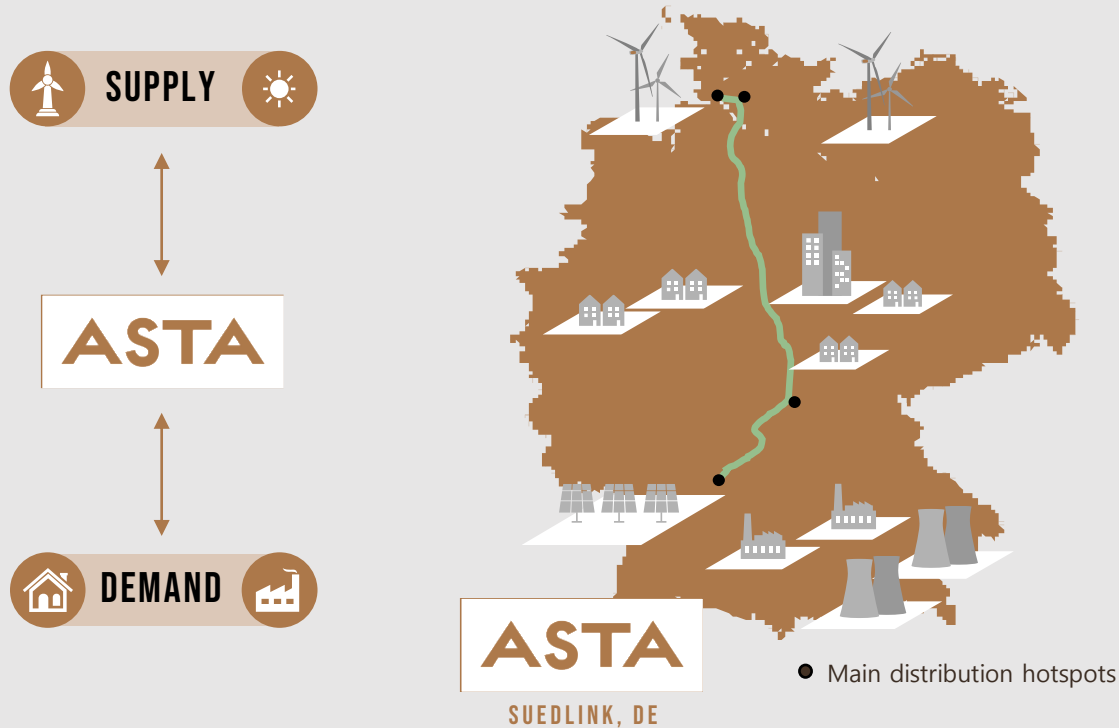 SUPPLY
ASTA
DEMAND
ASTA
SUEDLINK, DE
Main distribution hotspots